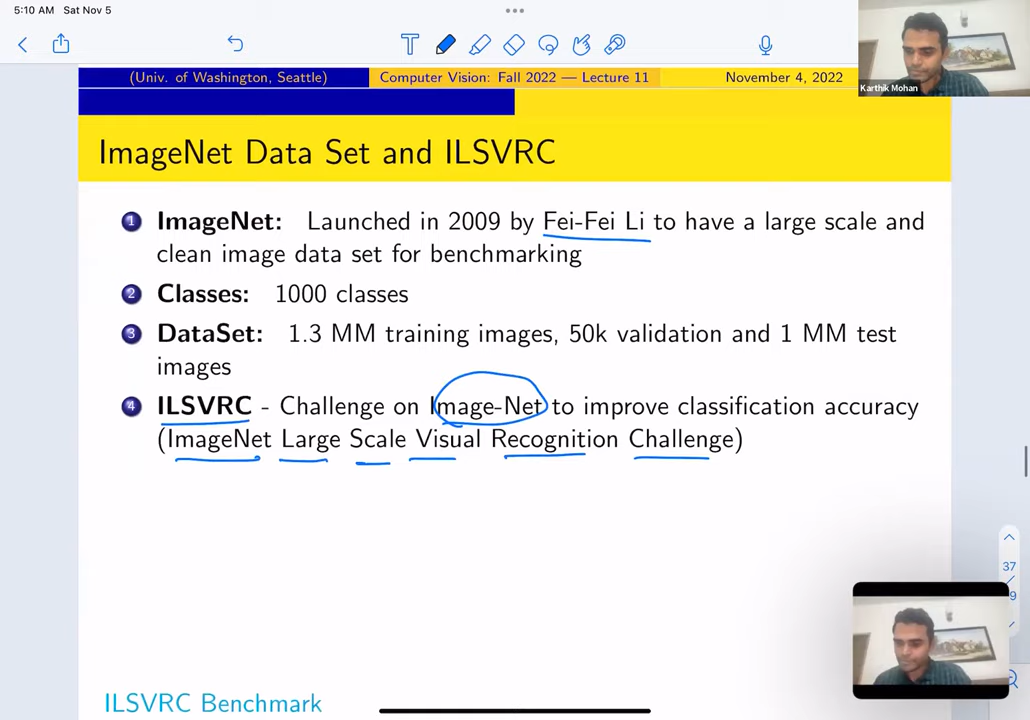 5:10 AM Sat Nov 5
Karthik Mohan
(Univ. of Washington, Seattle) Computer Vision: Fall 2022 — Lecture 11 November 4, 2022
ImageNet Data Set and ILSVRC
1 ImageNet: Launched in 2009 by Fei-Fei Li to have a large scale and
clean image data set for benchmarking
2 Classes: 1000 classes
3 DataSet: 1.3 MM training images, 50k validation and 1 MM test
images
4 ILSVRC - Challenge on Image-Net to improve classification accuracy
(ImageNet Large Scale Visual Recognition Challenge)
37
ILSVRC Benchmark